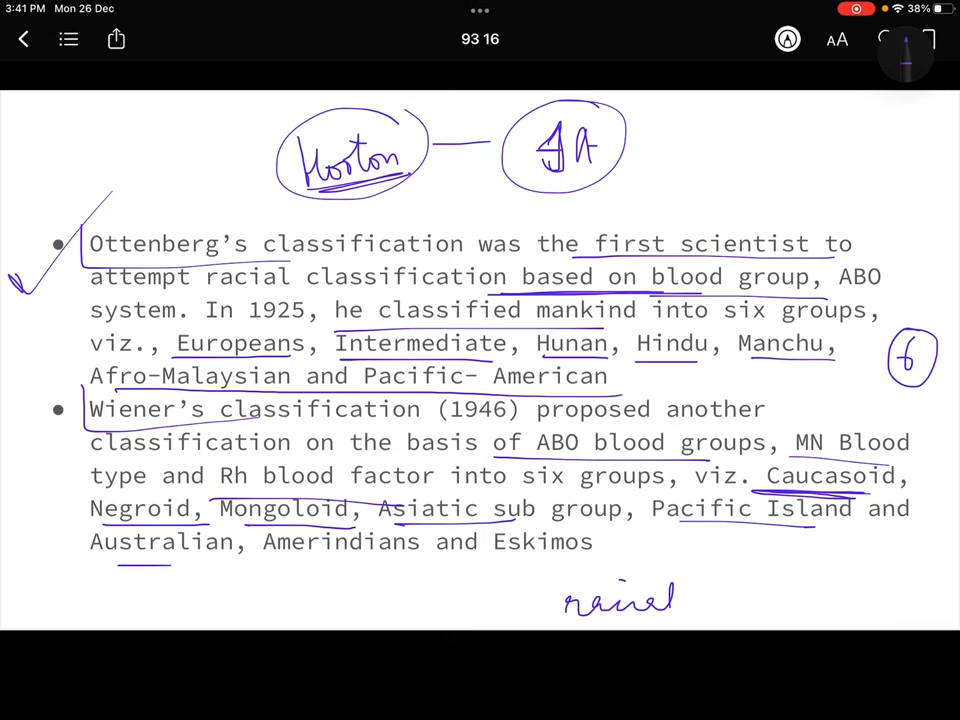 3:41 PM Mon 26 Dec
38%
93 16
AA
Hooton
Ottenberg's classification was the first scientist to
attempt racial classification based on blood group, ABO
system. In 1925, he classified mankind into six groups,
viz., Europeans, Intermediate, Hunan, Hindu, Manchu,
6
Afro-Malaysian and Pacific- American
Wiener's classification (1946) proposed another
classification on the basis of ABO blood groups, MN Blood
type and Rh blood factor into six groups, viz. Caucasoid,
Negroid, Mongoloid, Asiatic sub group, Pacific Island and
Australian, Amerindians and Eskimos